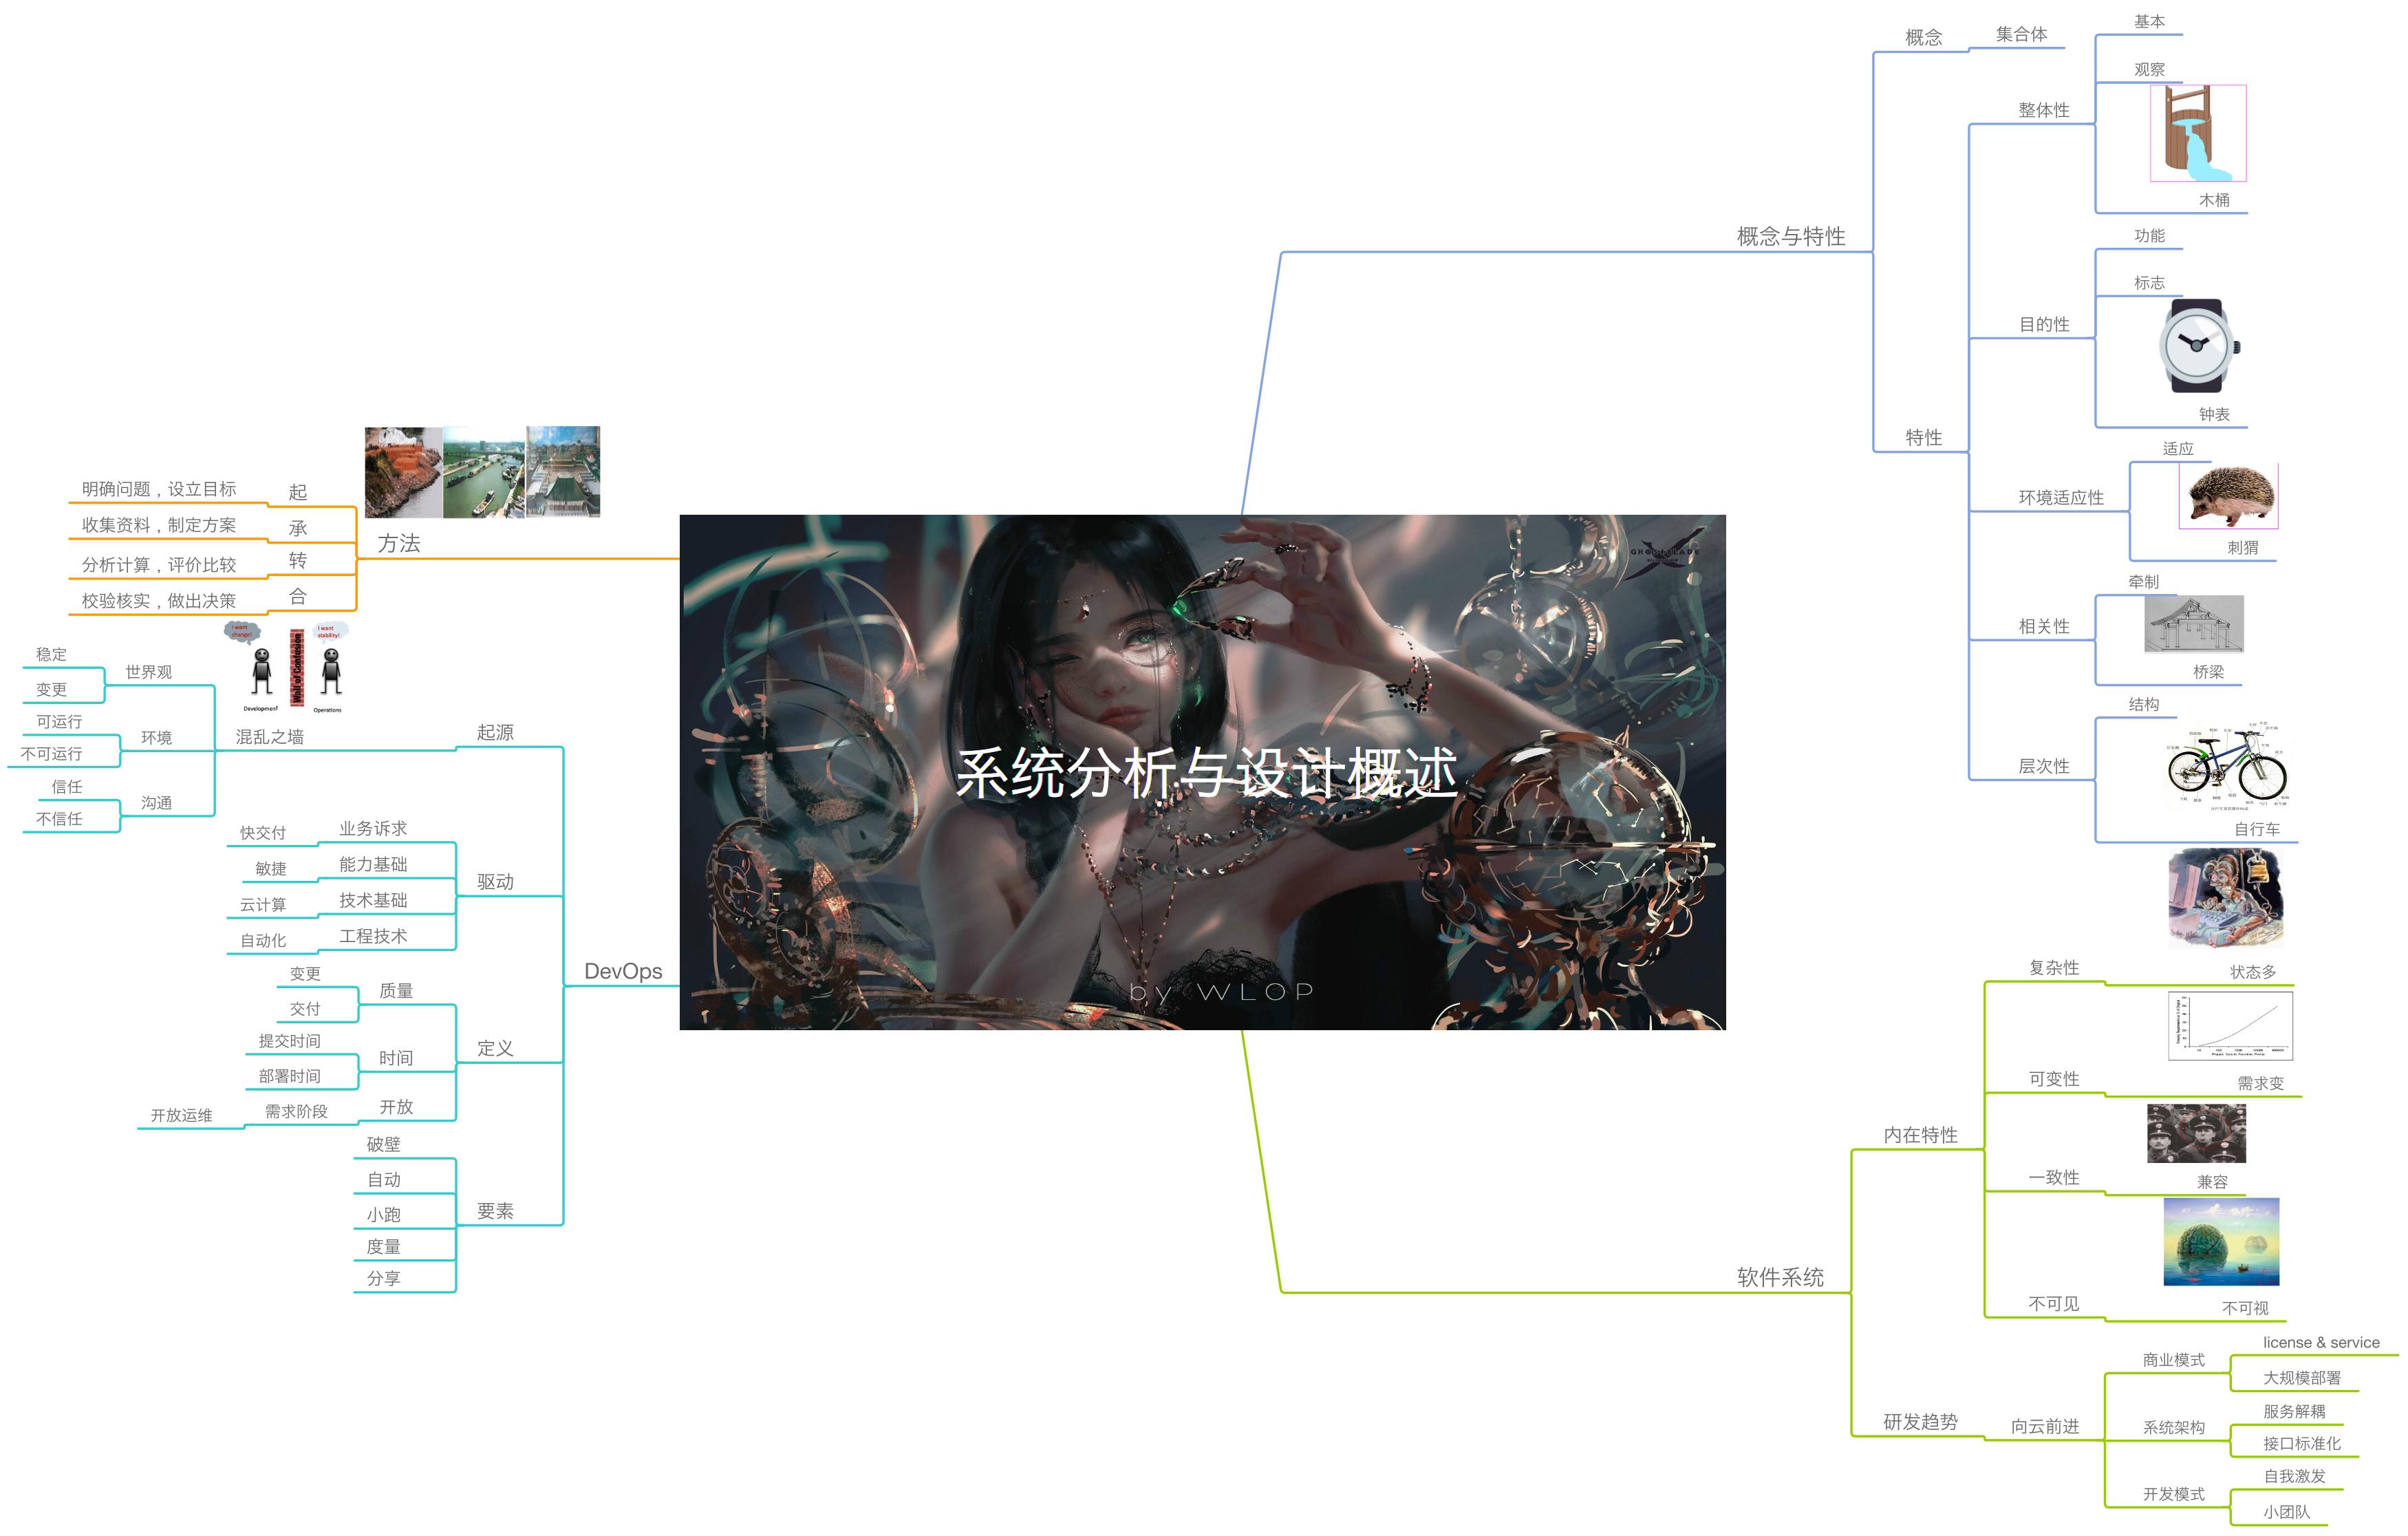 系统分析与设计概述
by WLOP
概念与特性
概念
集合体
特性
整体性
基本
观察
木桶
目的性
功能
标志
钟表
环境适应性
适应
刺猬
相关性
牵制
桥梁
层次性
结构
自行车
软件系统
内在特性
复杂性
状态多
可变性
需求变
一致性
兼容
不可见
不可视
研发趋势
向云前进
商业模式
license & service
大规模部署
系统架构
服务解耦
接口标准化
开发模式
自我激发
小团队
方法
起
明确问题，设立目标
承
收集资料，制定方案
转
分析计算，评价比较
合
校验核实，做出决策
DevOps
起源
混乱之墙
I want
change!
Wall of Confusion
I want
stability!
Development
Operations
世界观
稳定
变更
环境
可运行
不可运行
沟通
信任
不信任
驱动
业务诉求
快交付
能力基础
敏捷
技术基础
云计算
工程技术
自动化
定义
质量
变更
交付
时间
提交时间
部署时间
开放
需求阶段
开放运维
要素
破壁
自动
小跑
度量
分享